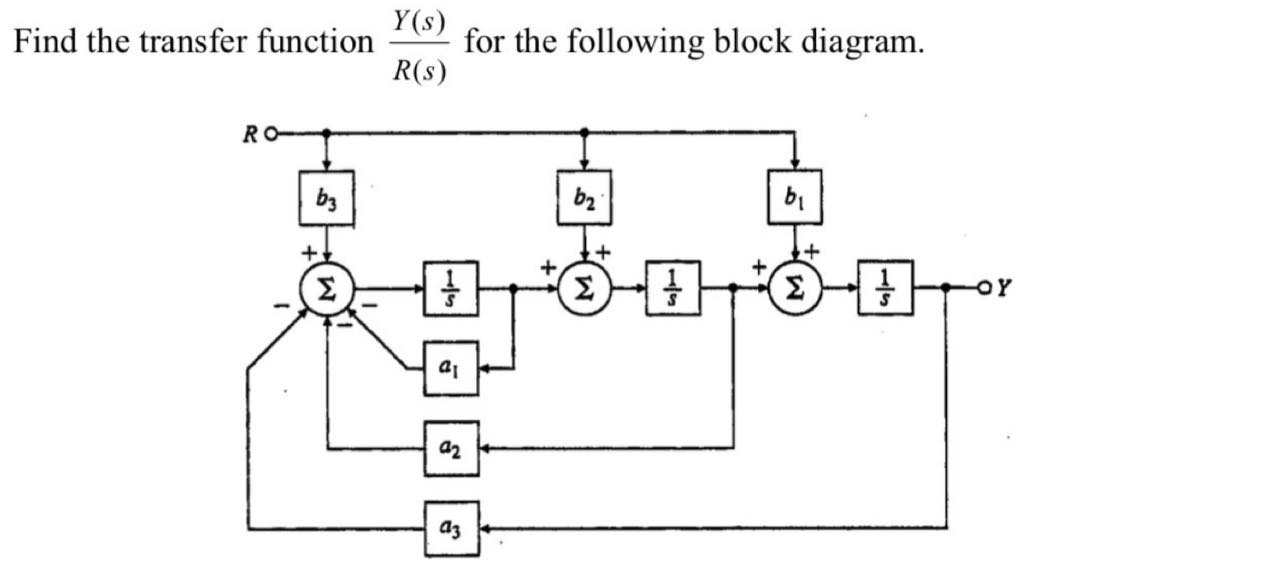 Find the transfer function Y(s)/R(s) for the following block diagram.
R
b₃ b₂ b₁
+ + +
+ +
Σ 1/s Σ 1/s Σ 1/s Y
− − −
a₁
a₂
a₃